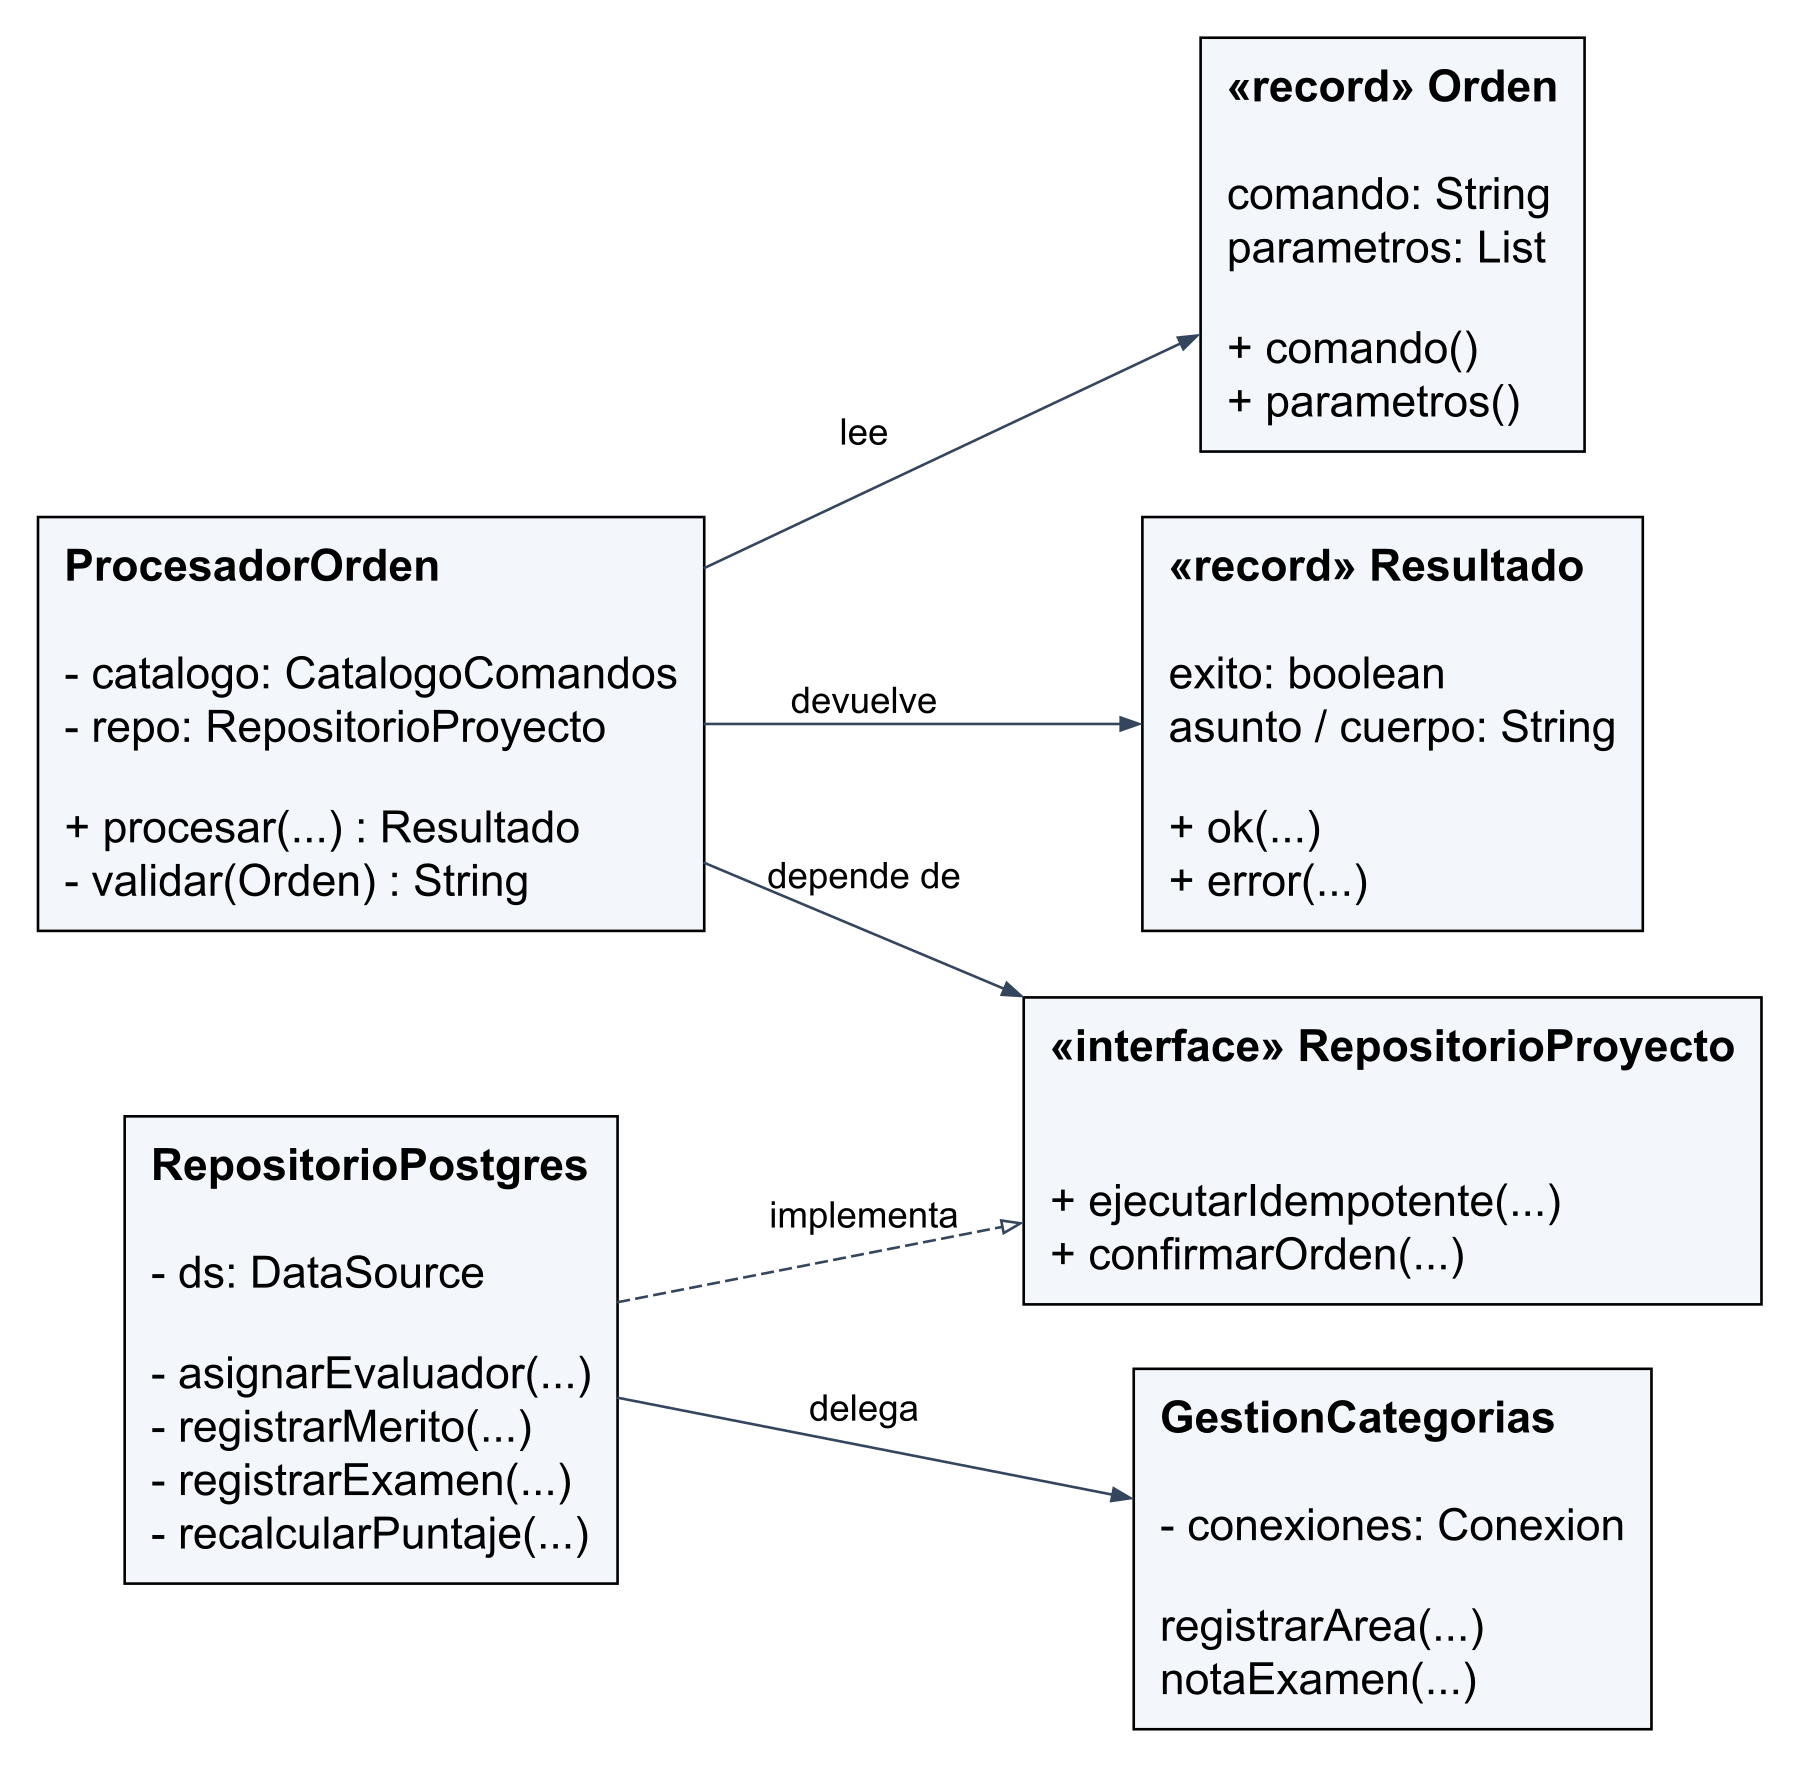 «record» Orden
comando: String
parametros: List
+ comando()
+ parametros()
lee
ProcesadorOrden
- catalogo: CatalogoComandos
- repo: RepositorioProyecto
+ procesar(...) : Resultado
- validar(Orden) : String
devuelve
«record» Resultado
exito: boolean
asunto / cuerpo: String
+ ok(...)
+ error(...)
depende de
«interface» RepositorioProyecto
+ ejecutarIdempotente(...)
+ confirmarOrden(...)
RepositorioPostgres
- ds: DataSource
- asignarEvaluador(...)
- registrarMerito(...)
- registrarExamen(...)
- recalcularPuntaje(...)
implementa
delega
GestionCategorias
- conexiones: Conexion
registrarArea(...)
notaExamen(...)